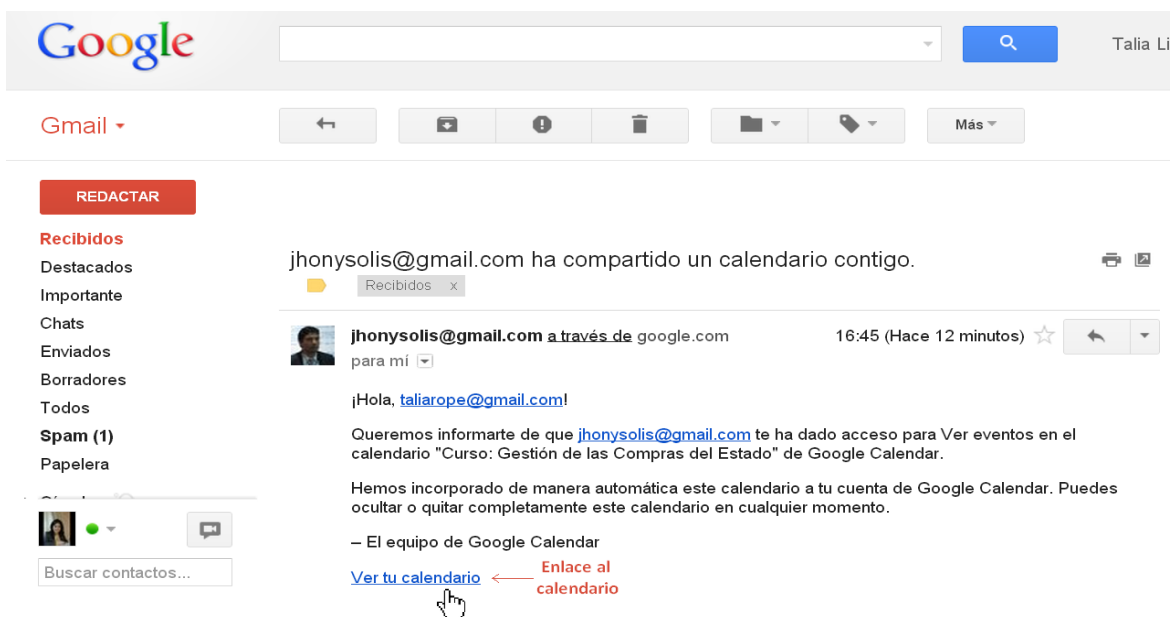 Google
Talia Li
Gmail
Más
REDACTAR
Recibidos
Destacados
Importante
Chats
Enviados
Borradores
Todos
Spam (1)
Papelera
Buscar contactos...
jhonysolis@gmail.com ha compartido un calendario contigo.
Recibidos x
jhonysolis@gmail.com a través de google.com
16:45 (Hace 12 minutos)
para mí
¡Hola, taliarope@gmail.com!
Queremos informarte de que jhonysolis@gmail.com te ha dado acceso para Ver eventos en el
calendario "Curso: Gestión de las Compras del Estado" de Google Calendar.
Hemos incorporado de manera automática este calendario a tu cuenta de Google Calendar. Puedes
ocultar o quitar completamente este calendario en cualquier momento.
– El equipo de Google Calendar
Ver tu calendario
Enlace al
calendario